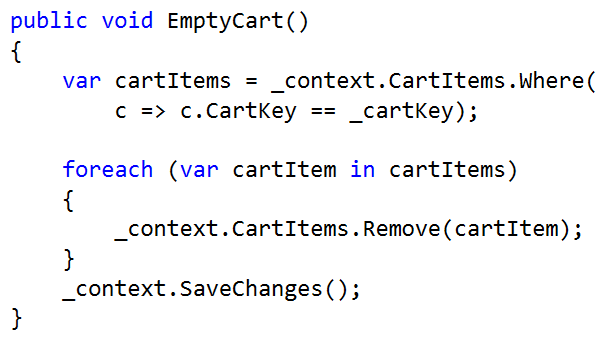 public void EmptyCart()
{
    var cartItems = _context.CartItems.Where(
        c => c.CartKey == _cartKey);

    foreach (var cartItem in cartItems)
    {
        _context.CartItems.Remove(cartItem);
    }
    _context.SaveChanges();
}